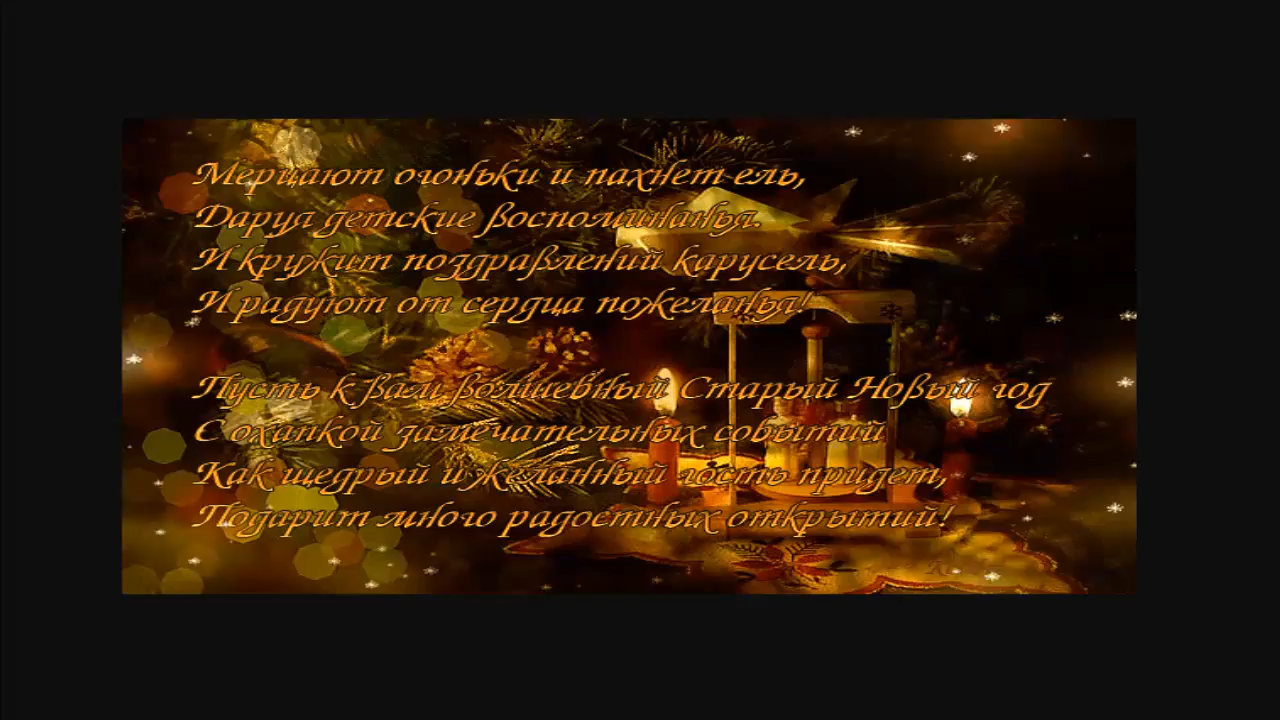 Мерцают огоньки и пахнет ель,
Даруя детские воспоминанья.
И кружит поздравлений карусель,
И радуют от сердца пожеланья!
Пусть к вам волшебный Старый Новый год
С охапкой замечательных событий
Как щедрый и желанный гость придет,
Подарит много радостных открытий!